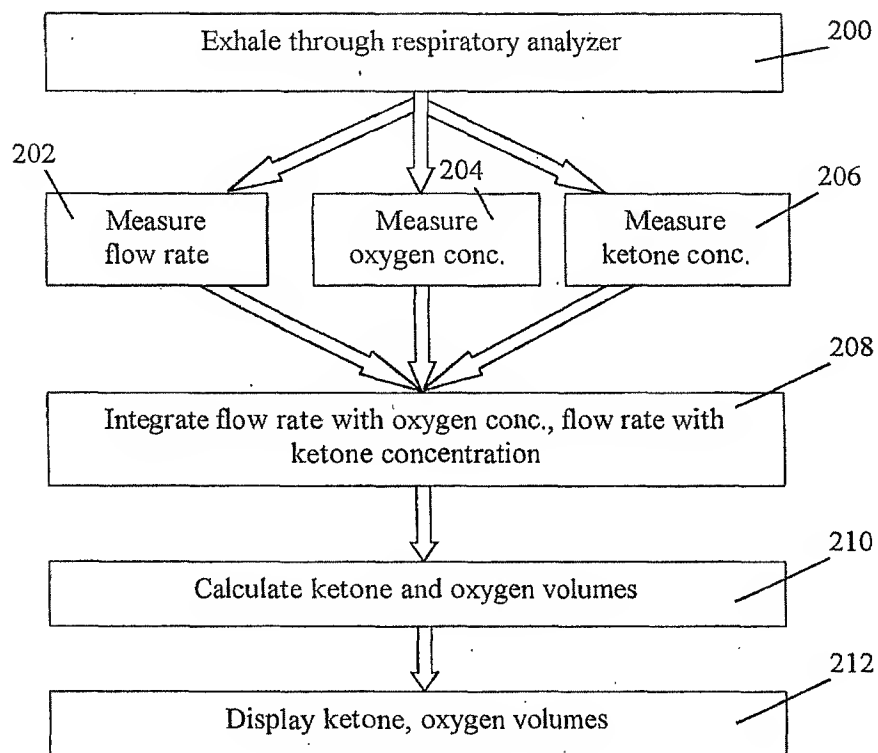 Exhale through respiratory analyzer
200
202
204
206
Measure
flow rate
Measure
oxygen conc.
Measure
ketone conc.
208
Integrate flow rate with oxygen conc., flow rate with
ketone concentration
210
Calculate ketone and oxygen volumes
212
Display ketone, oxygen volumes